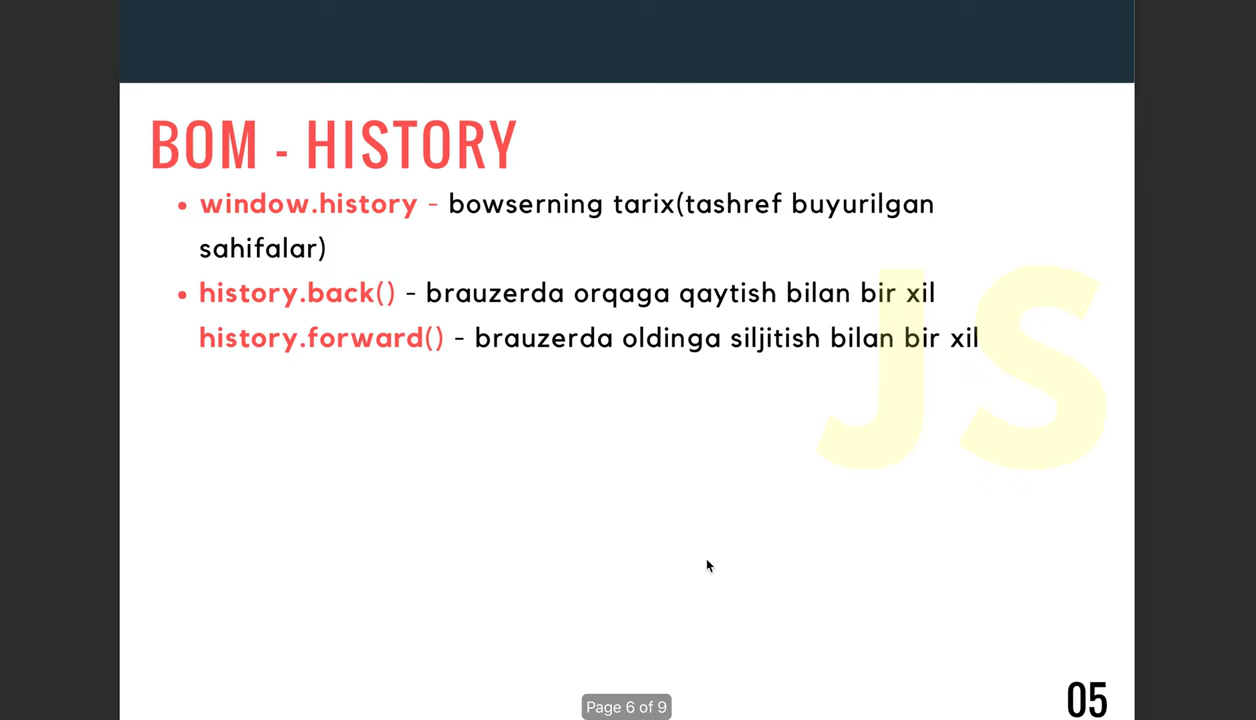 BOM - HISTORY
• window.history - bowserning tarix(tashref buyurilgan
sahifalar)
• history.back() - brauzerda orqaga qaytish bilan bir xil
history.forward() - brauzerda oldinga siljitish bilan bir xil
JS
05
Page 6 of 9